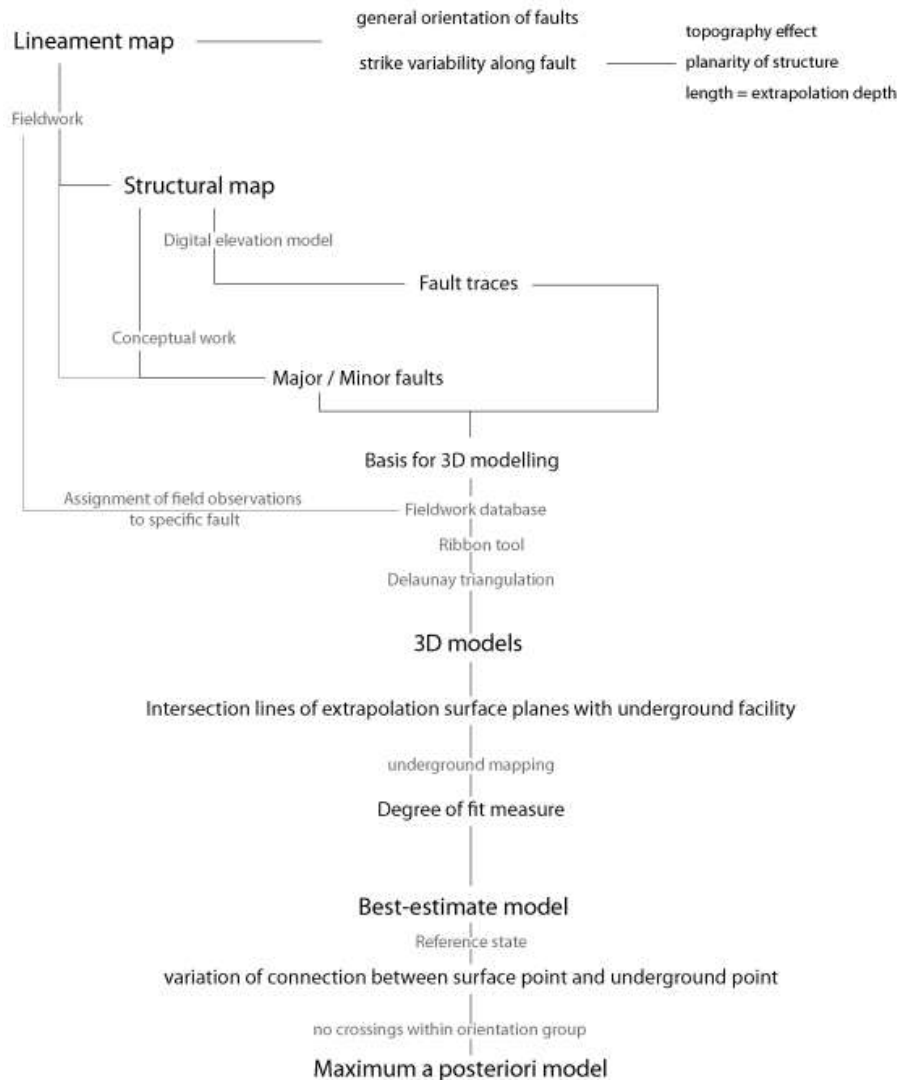 general orientation of faults
Lineament map
topography effect
strike variability along fault
planarity of structure
length = extrapolation depth
Fieldwork
Structural map
Digital elevation model
Fault traces
Conceptual work
Major / Minor faults
Basis for 3D modelling
Assignment of field observations
to specific fault
Fieldwork database
Ribbon tool
Delaunay triangulation
3D models
Intersection lines of extrapolation surface planes with underground facility
underground mapping
Degree of fit measure
Best-estimate model
Reference state
variation of connection between surface point and underground point
no crossings within orientation group
Maximum a posteriori model